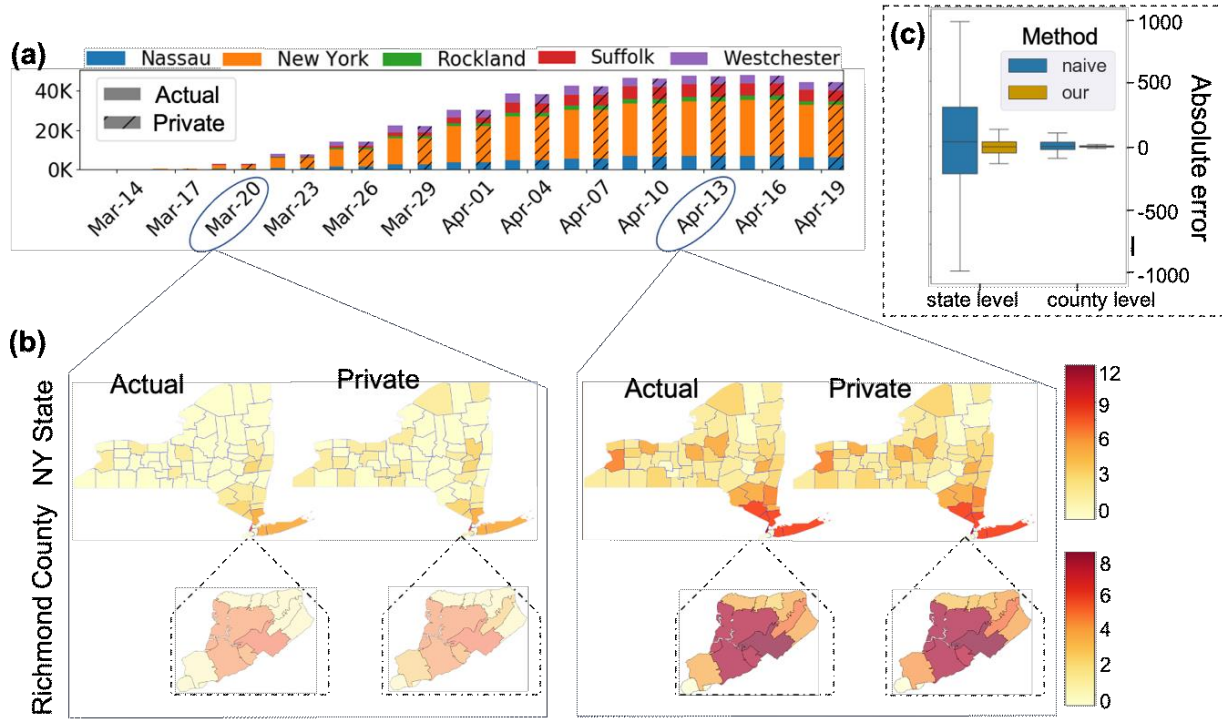 (a)
Nassau New York Rockland Suffolk Westchester
40K
20K
0K
Actual
Private
Mar-14 Mar-17 Mar-20 Mar-23 Mar-26 Mar-29 Apr-01 Apr-04 Apr-07 Apr-10 Apr-13 Apr-16 Apr-19
(c)
Method
naive
our
1000
500
0
-500
-1000
Absolute error
state level county level
(b)
NY State
Actual Private
Actual Private
12
9
6
3
0
Richmond County
8
6
4
2
0